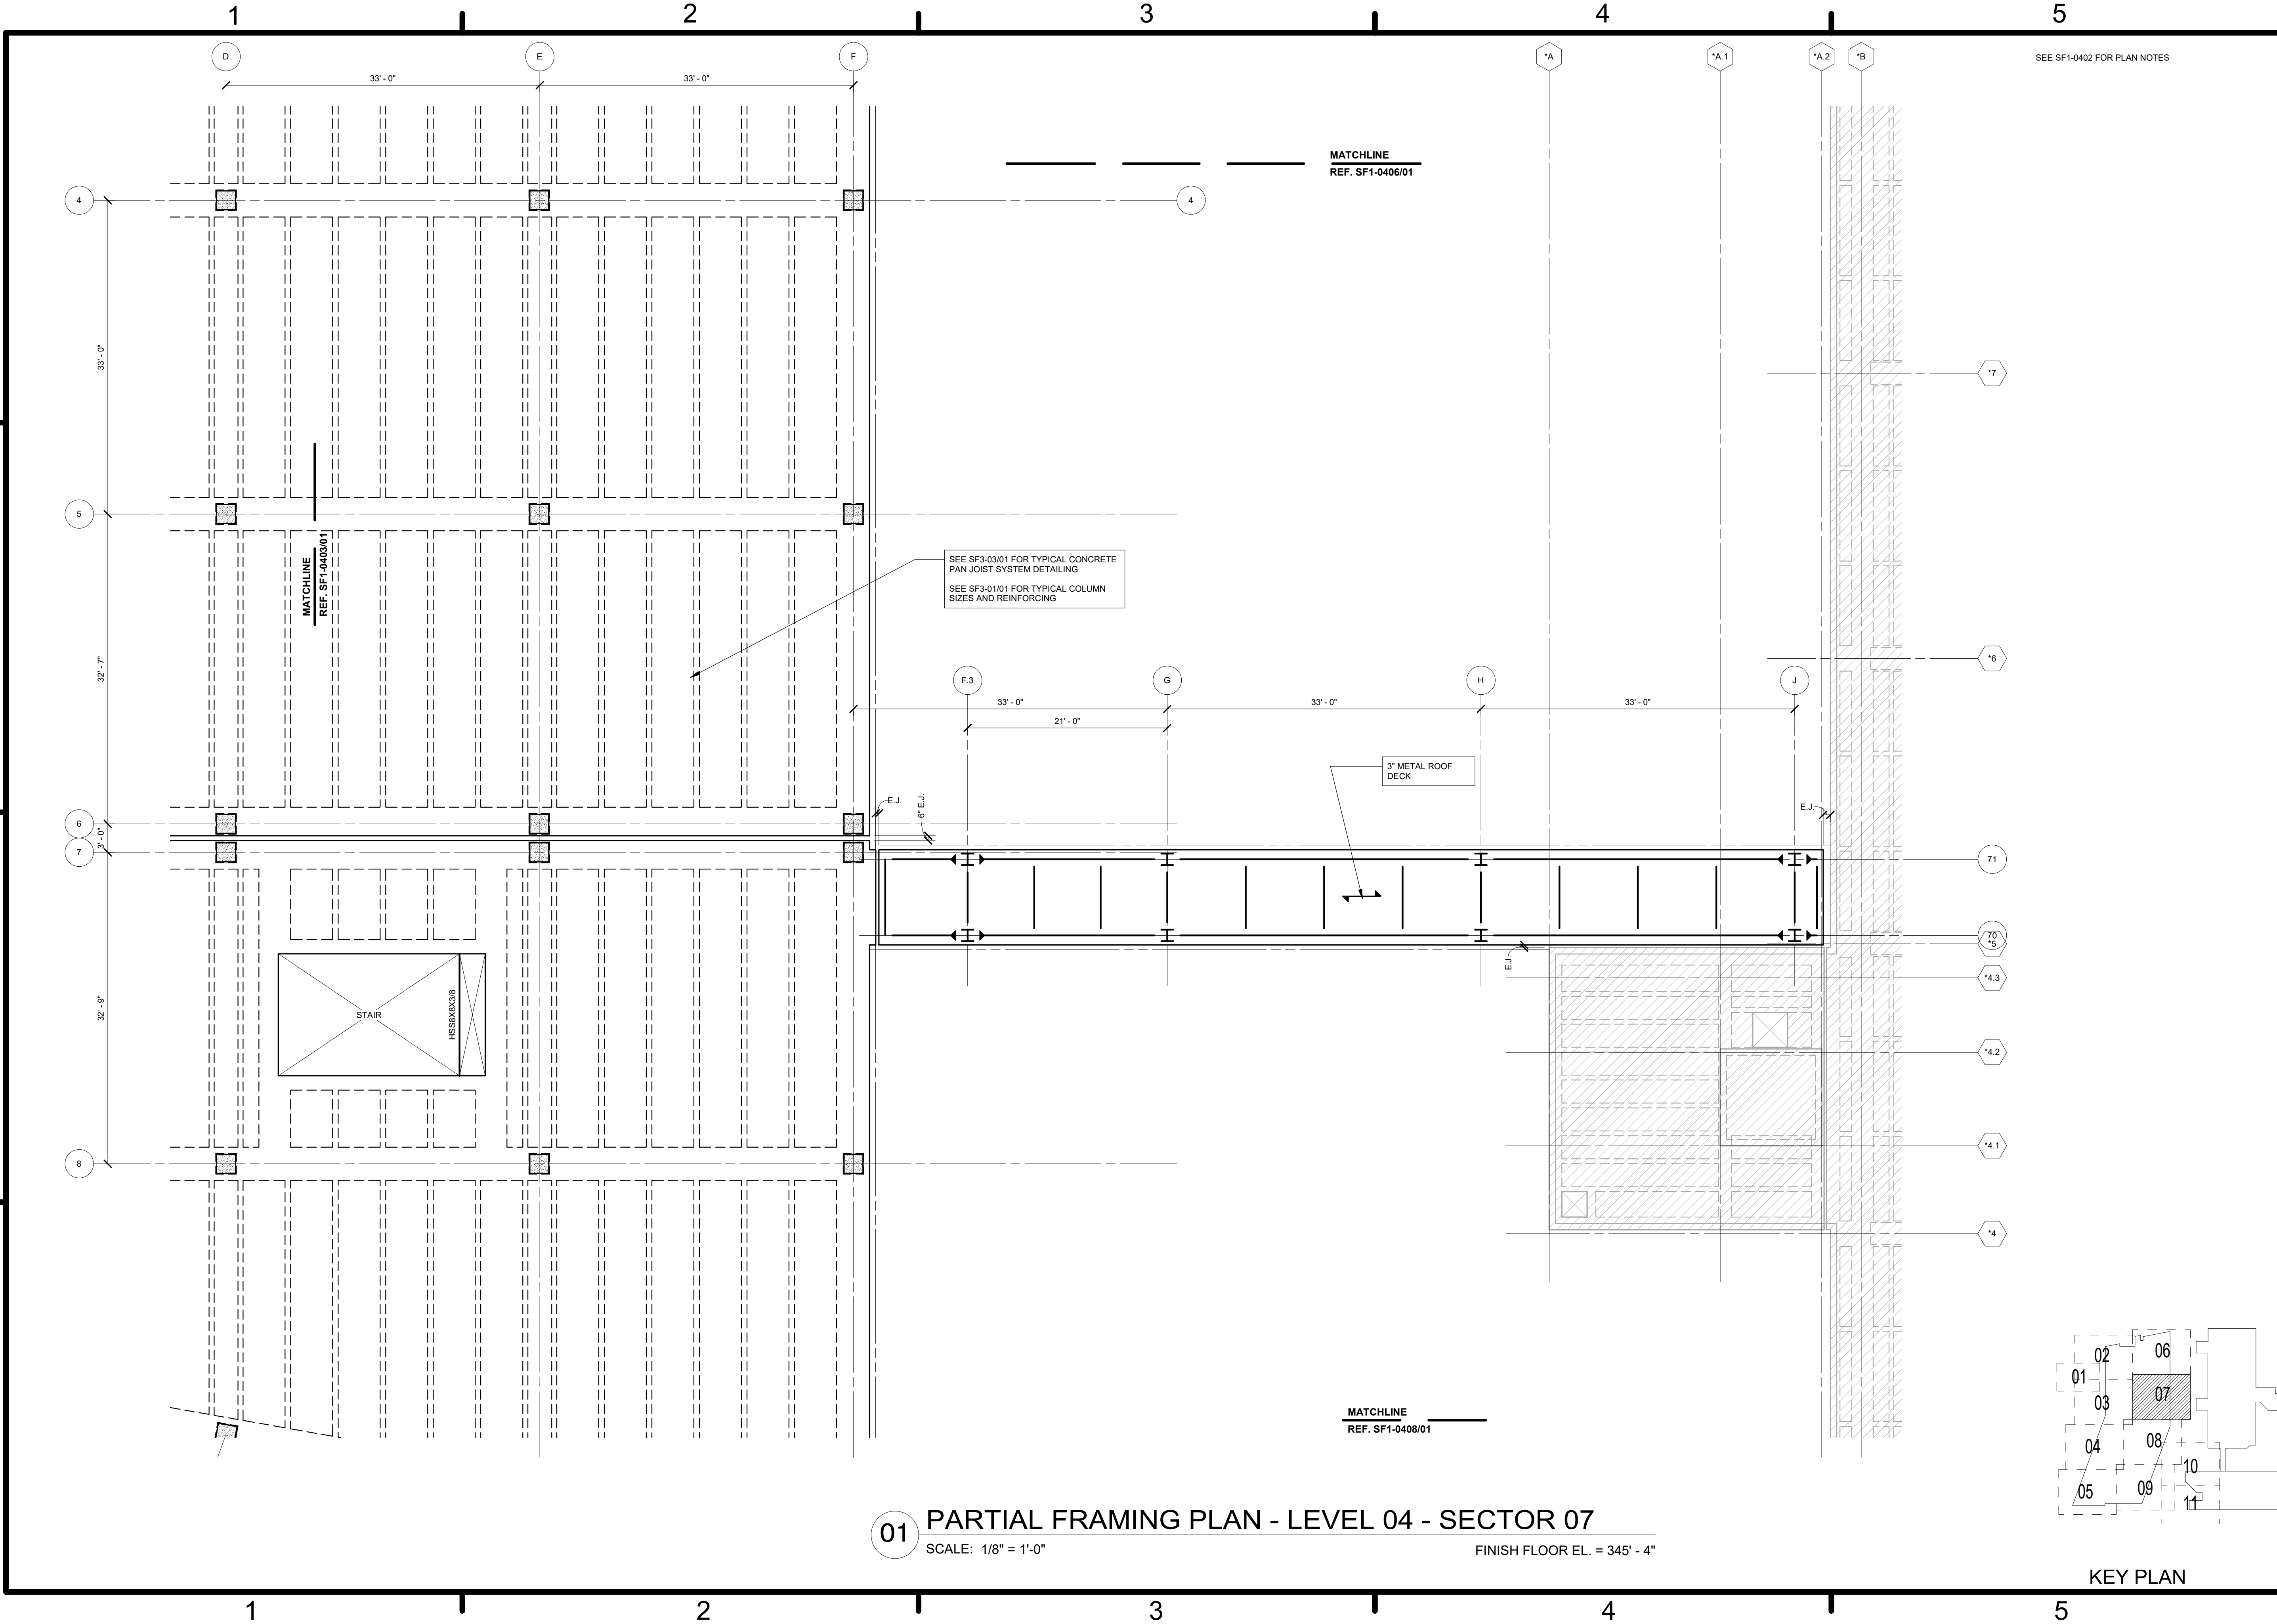 1
2
3
4
5
D
E
F
*A
*A.1
*A.2
*B
SEE SF1-0402 FOR PLAN NOTES
33' - 0"
33' - 0"
MATCHLINE
REF. SF1-0406/01
4
4
33' - 0"
*7
5
MATCHLINE
REF. SF1-0403/01
SEE SF3-03/01 FOR TYPICAL CONCRETE
PAN JOIST SYSTEM DETAILING
SEE SF3-01/01 FOR TYPICAL COLUMN
SIZES AND REINFORCING
32' - 7"
*6
F.3
G
H
J
33' - 0"
33' - 0"
33' - 0"
21' - 0"
3" METAL ROOF
DECK
E.J.
6" E.J.
E.J.
6
3' - 0"
7
71
70
*5
E.J.
*4.3
32' - 9"
STAIR
HSS8X8X3/8
*4.2
*4.1
8
*4
02
06
01
07
03
04
08
05
09
10
11
MATCHLINE
REF. SF1-0408/01
01
PARTIAL FRAMING PLAN - LEVEL 04 - SECTOR 07
SCALE: 1/8" = 1'-0"
FINISH FLOOR EL. = 345' - 4"
KEY PLAN
1
2
3
4
5